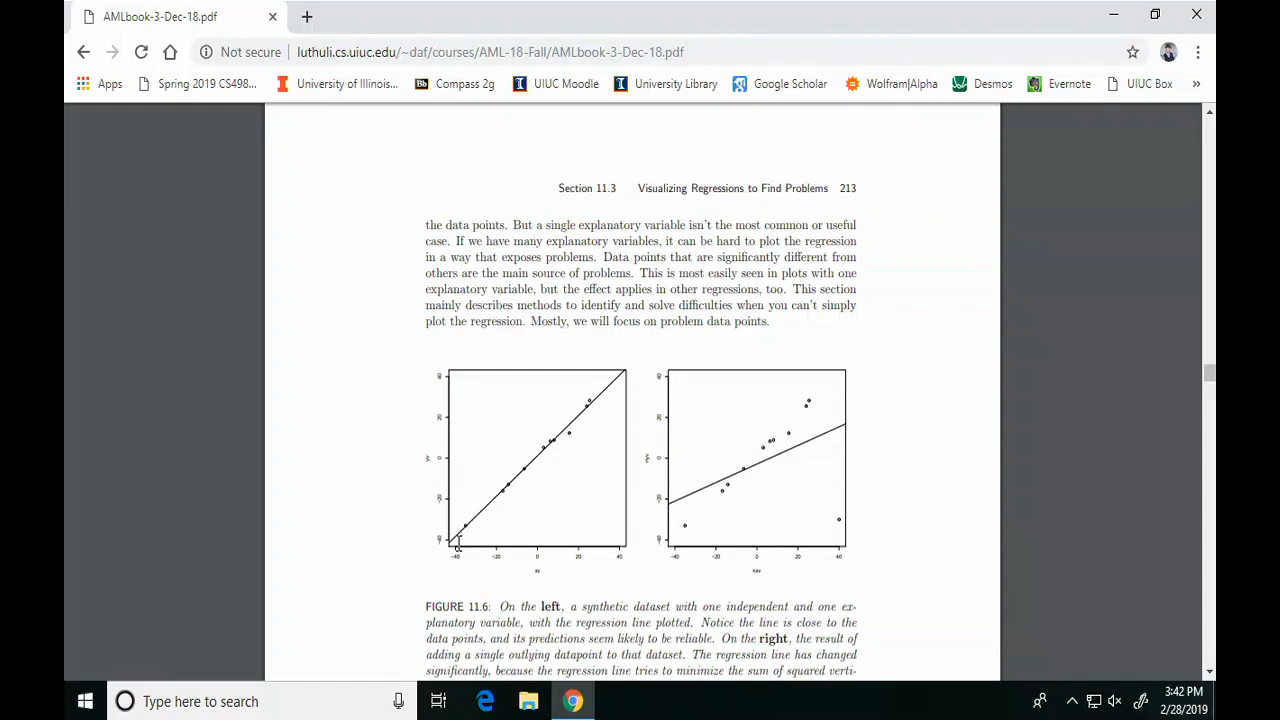 AMLbook-3-Dec-18.pdf
Not secure luthuli.cs.uiuc.edu/~daf/courses/AML-18-Fall/AMLbook-3-Dec-18.pdf
Apps Spring 2019 CS498... University of Illinois... Bb Compass 2g UIUC Moodle University Library Google Scholar Wolfram|Alpha Desmos Evernote UIUC Box »
Section 11.3 Visualizing Regressions to Find Problems 213
the data points. But a single explanatory variable isn't the most common or useful
case. If we have many explanatory variables, it can be hard to plot the regression
in a way that exposes problems. Data points that are significantly different from
others are the main source of problems. This is most easily seen in plots with one
explanatory variable, but the effect applies in other regressions, too. This section
mainly describes methods to identify and solve difficulties when you can't simply
plot the regression. Mostly, we will focus on problem data points.
40 40
20 20
0 0
-20 -20
-40 -40
-40 -20 0 20 40 -40 -20 0 20 40
xv
FIGURE 11.6: On the left, a synthetic dataset with one independent and one ex-
planatory variable, with the regression line plotted. Notice the line is close to the
data points, and its predictions seem likely to be reliable. On the right, the result of
adding a single outlying datapoint to that dataset. The regression line has changed
significantly, because the regression line tries to minimize the sum of squared verti-
Type here to search
3:42 PM
2/28/2019